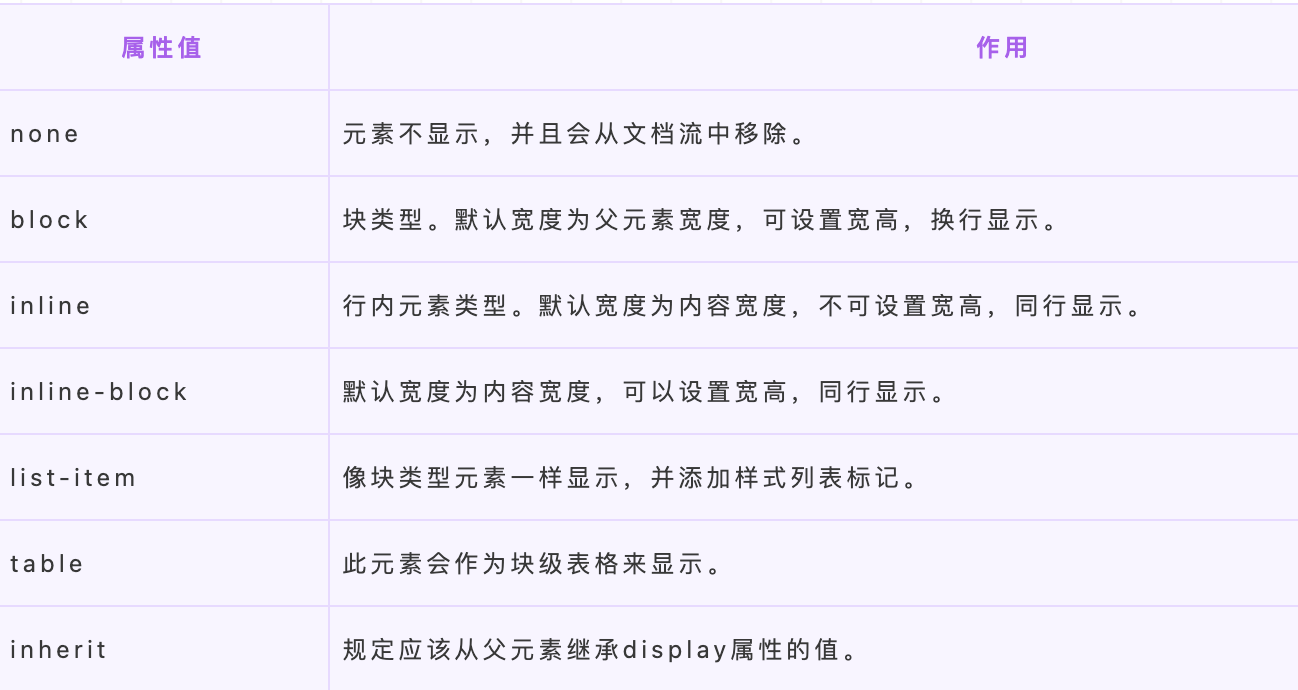 属性值 作用
none 元素不显示，并且会从文档流中移除。
block 块类型。默认宽度为父元素宽度，可设置宽高，换行显示。
inline 行内元素类型。默认宽度为内容宽度，不可设置宽高，同行显示。
inline-block 默认宽度为内容宽度，可以设置宽高，同行显示。
list-item 像块类型元素一样显示，并添加样式列表标记。
table 此元素会作为块级表格来显示。
inherit 规定应该从父元素继承display属性的值。